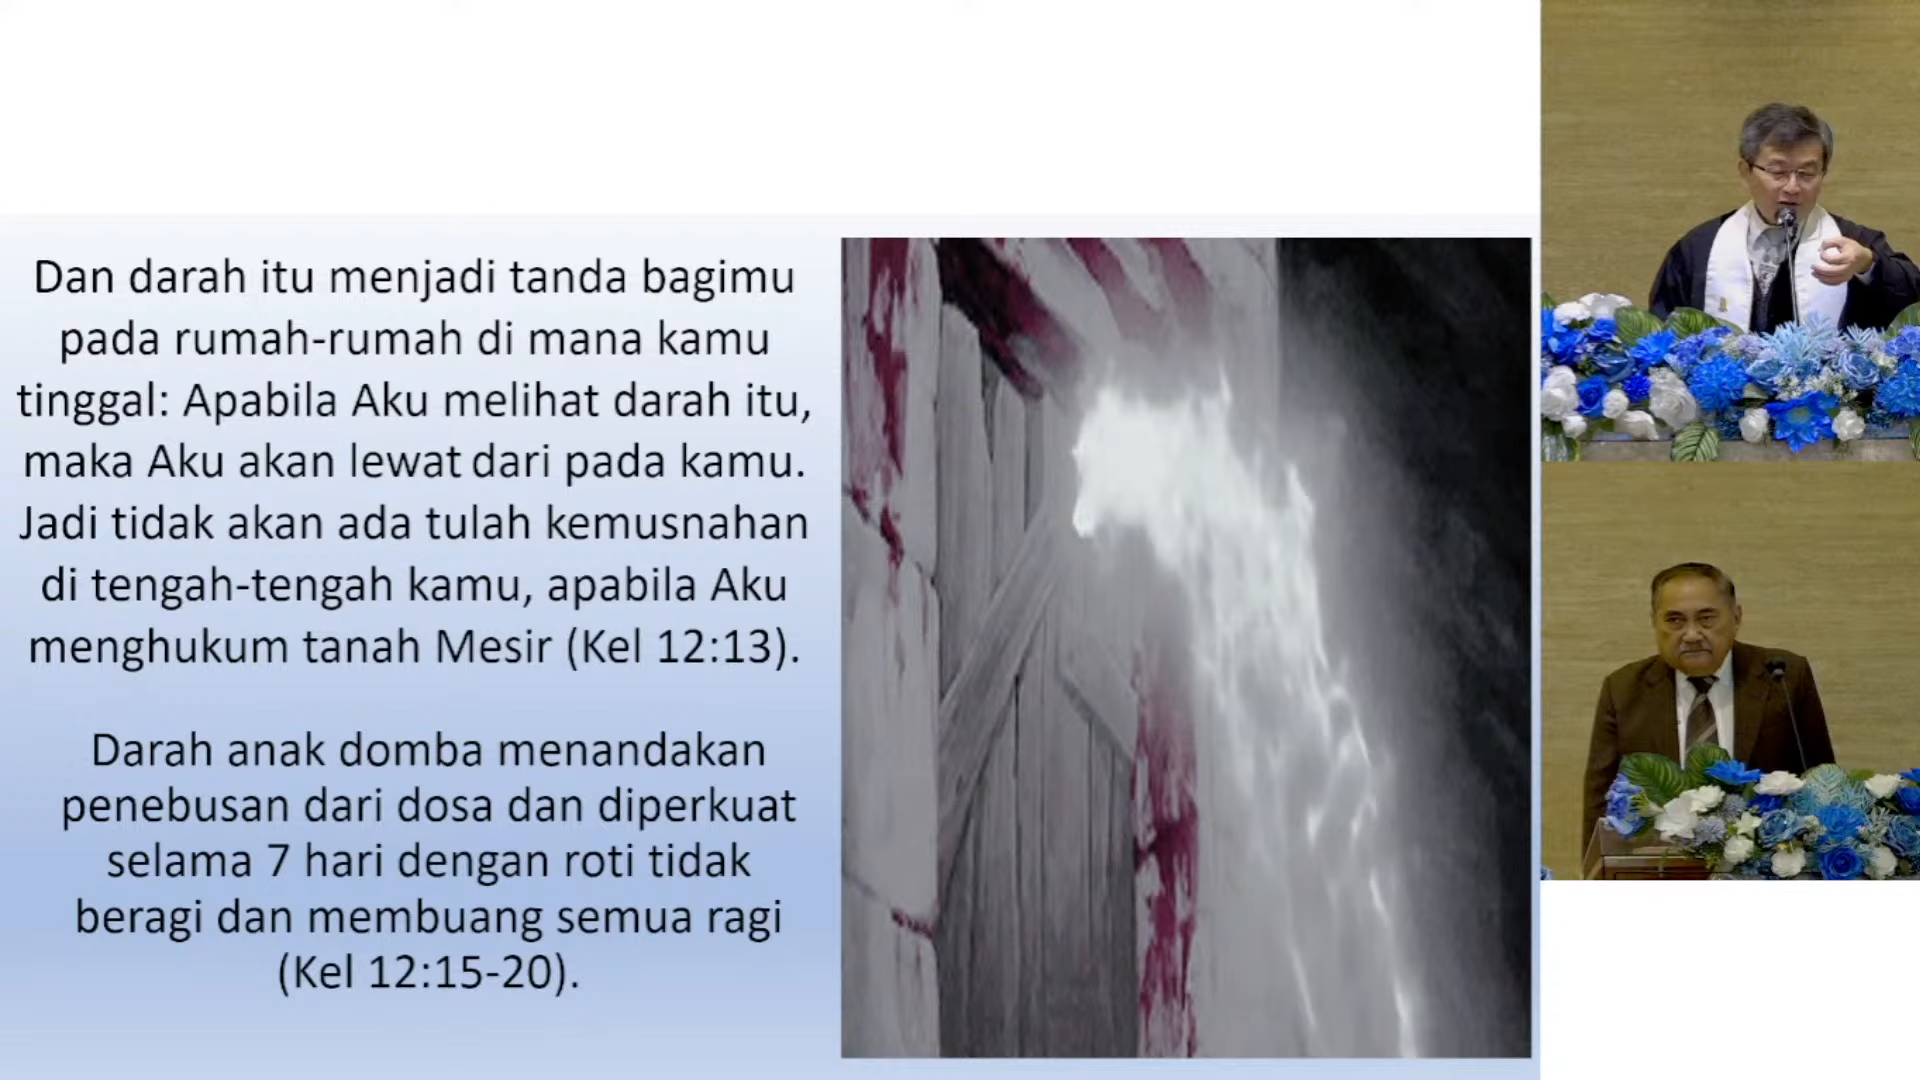 Dan darah itu menjadi tanda bagimu
pada rumah-rumah di mana kamu
tinggal: Apabila Aku melihat darah itu,
maka Aku akan lewat dari pada kamu.
Jadi tidak akan ada tulah kemusnahan
di tengah-tengah kamu, apabila Aku
menghukum tanah Mesir (Kel 12:13).
Darah anak domba menandakan
penebusan dari dosa dan diperkuat
selama 7 hari dengan roti tidak
beragi dan membuang semua ragi
(Kel 12:15-20).